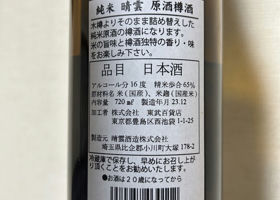 純米 晴雲 原酒樽酒
木樽よりそのまま詰め替えした
純米原酒の樽酒になります。
米の旨味と樽酒独特の香り・味
をお楽しみ下さい。
品目 日本酒
アルコール分16度 精米歩合65%
原材料名 米(国産)、米麹(国産米)
内容量 720ml 製造年月 23.12
加工者 株式会社 東武百貨店
東京都豊島区西池袋1-1-25
製造元 晴雲酒造株式会社
埼玉県比企郡小川町大塚178-2
冷蔵庫で保存し、早めにお召し上が
り頂くことをお勧めいたします。
●お酒は20歳になってから